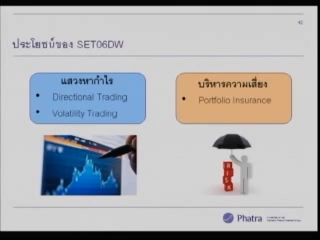 ประโยชน์ของ SET06DW
แสวงหากำไร
• Directional Trading
• Volatility Trading
บริหารความเสี่ยง
• Portfolio Insurance
RISK
Phatra